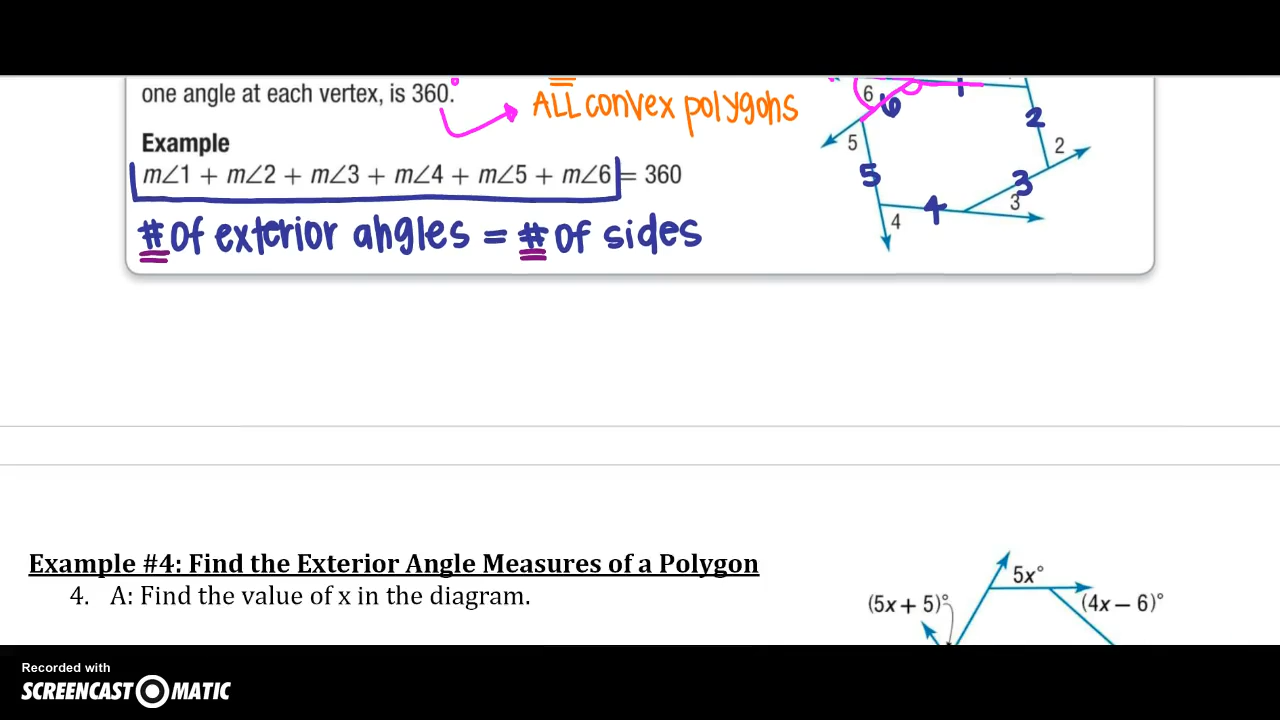 one angle at each vertex, is 360.
ALL convex polygons
Example
m∠1 + m∠2 + m∠3 + m∠4 + m∠5 + m∠6 = 360
# of exterior angles = # of sides
6
6
1
2
5
2
5
3
3
4
4
Example #4: Find the Exterior Angle Measures of a Polygon
4. A: Find the value of x in the diagram.
5x°
(5x + 5)°
(4x – 6)°
Recorded with
SCREENCAST O MATIC